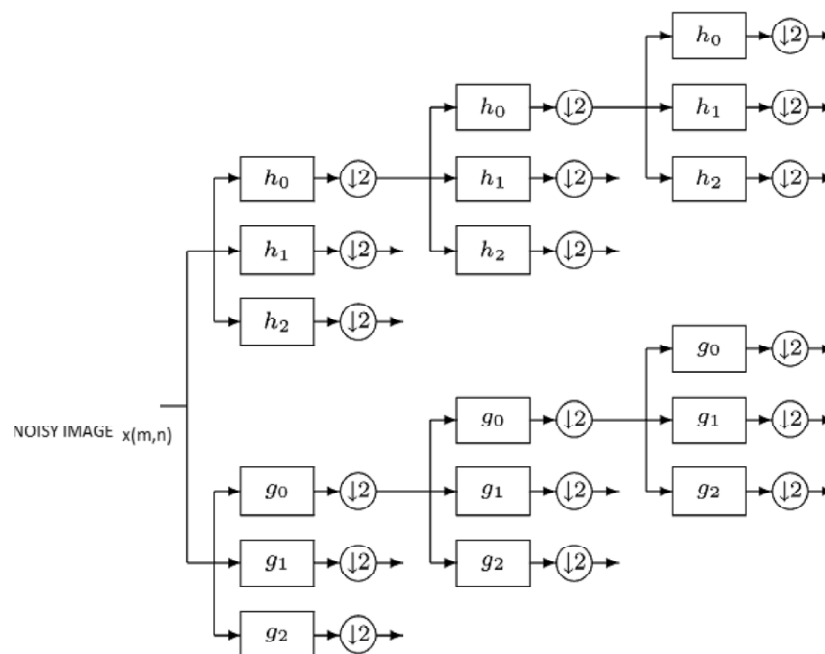 h₀ ↓2
h₀ ↓2 h₁ ↓2
h₀ ↓2 h₁ ↓2 h₂ ↓2
h₁ ↓2 h₂ ↓2
h₂ ↓2
g₀ ↓2
NOISY IMAGE x(m,n) g₀ ↓2 g₁ ↓2
g₀ ↓2 g₁ ↓2 g₂ ↓2
g₁ ↓2 g₂ ↓2
g₂ ↓2